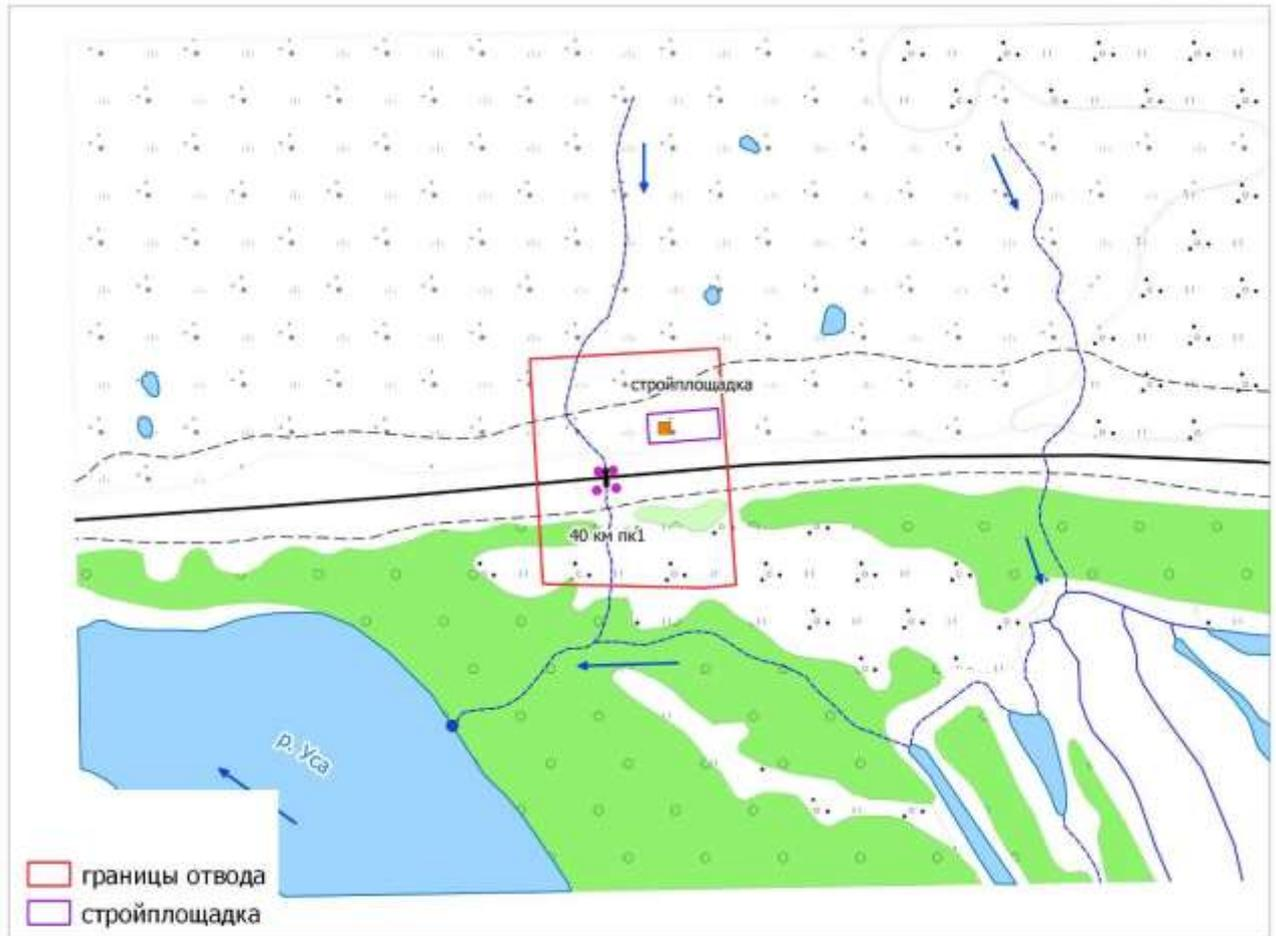 стройплощадка
40 км пк1
р. Уса
границы отвода
стройплощадка